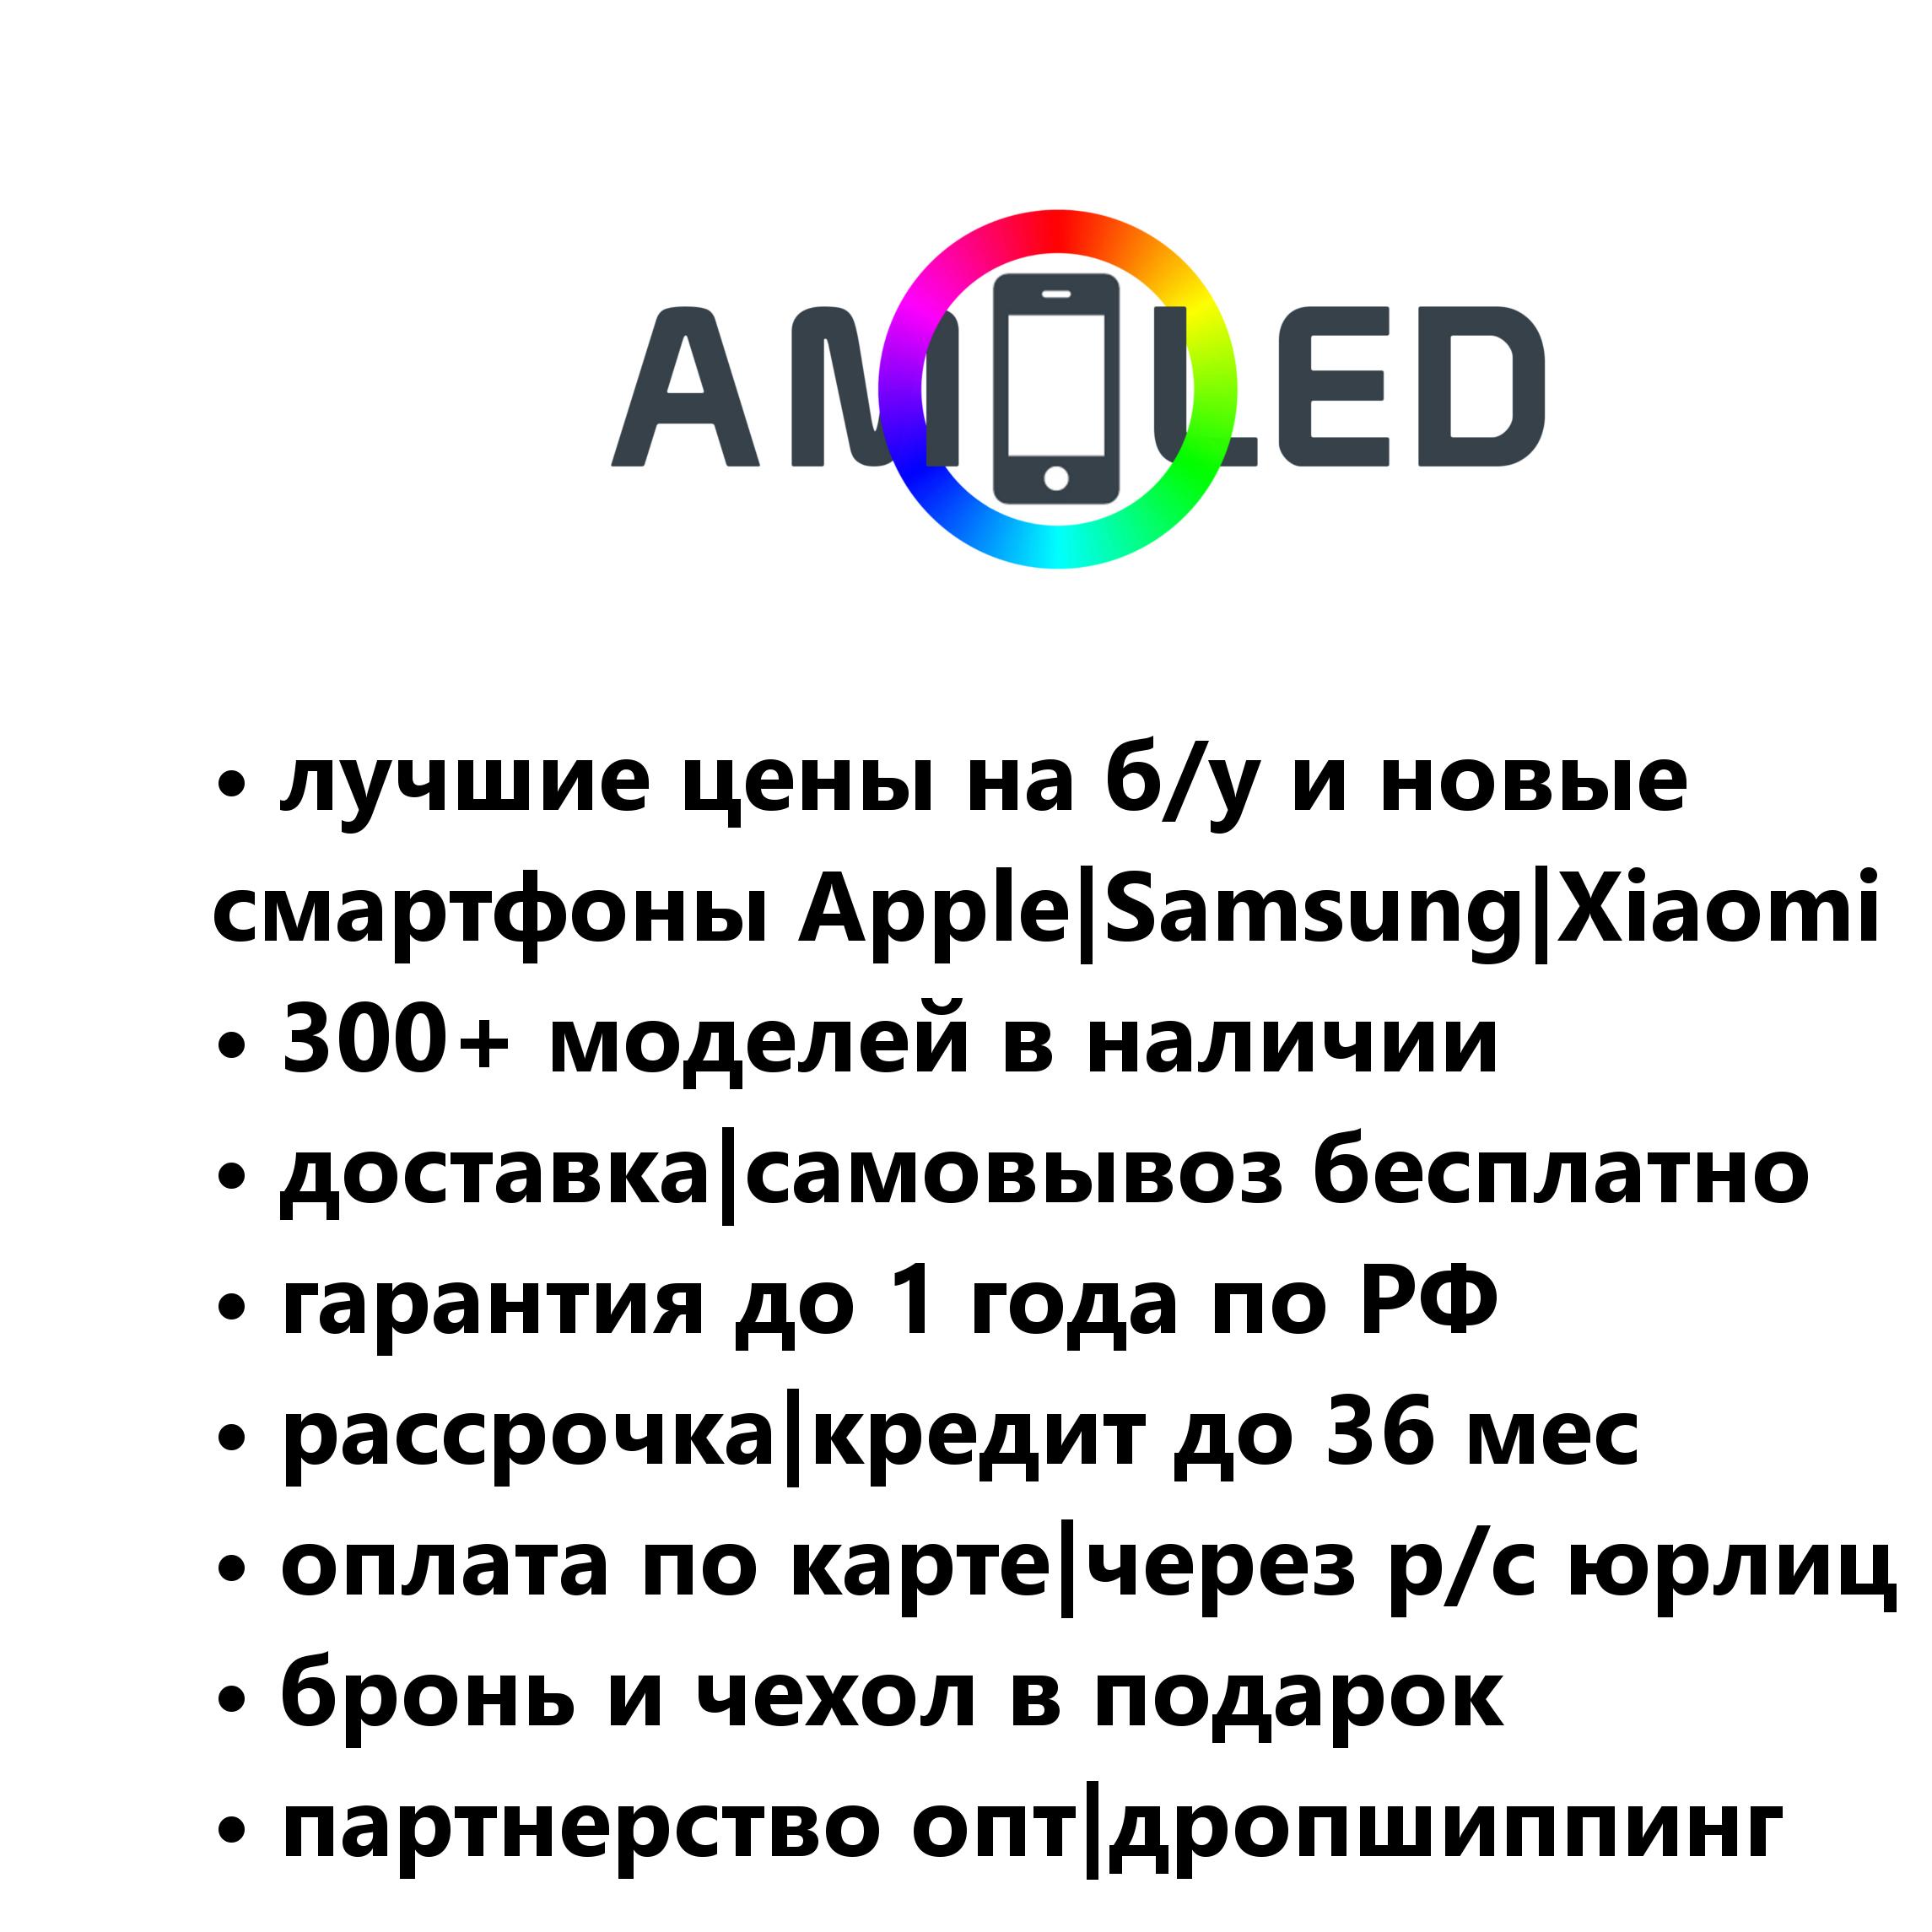 AMOLED
• лучшие цены на б/у и новые
смартфоны Apple|Samsung|Xiaomi
• 300+ моделей в наличии
• доставка|самовывоз бесплатно
• гарантия до 1 года по РФ
• рассрочка|кредит до 36 мес
• оплата по карте|через р/с юрлиц
• бронь и чехол в подарок
• партнерство опт|дропшиппинг